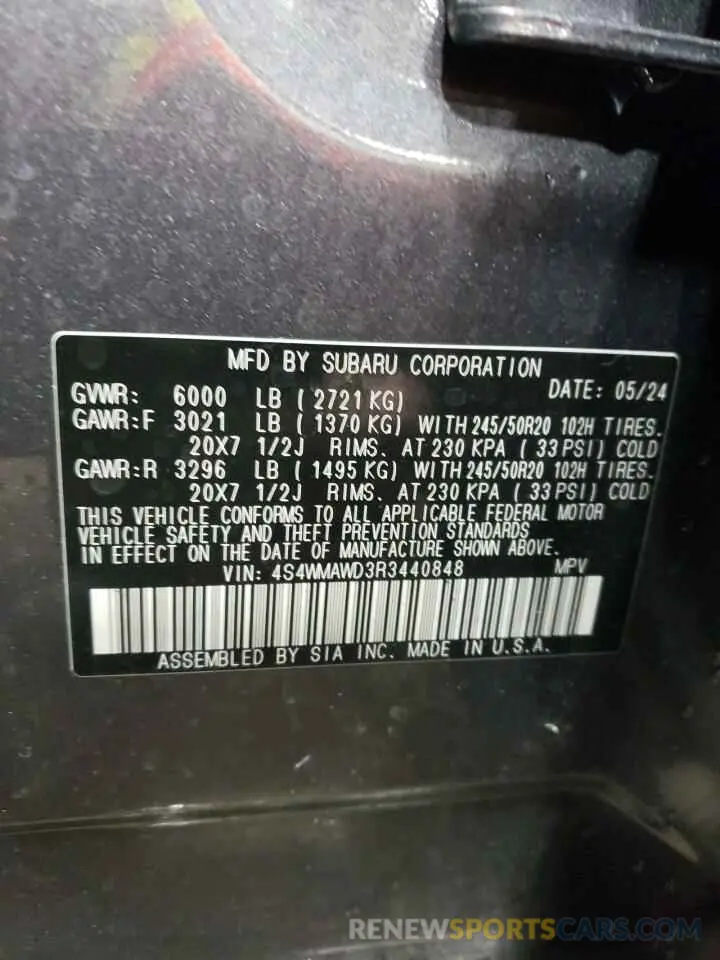 MFD BY SUBARU CORPORATION
GVWR: 6000 LB ( 2721 KG) DATE: 05/24
GAWR:F 3021 LB ( 1370 KG) WITH 245/50R20 102H TIRES.
20X7 1/2J RIMS. AT 230 KPA ( 33 PSI) COLD
GAWR:R 3296 LB ( 1495 KG) WITH 245/50R20 102H TIRES.
20X7 1/2J RIMS. AT 230 KPA ( 33 PSI) COLD
THIS VEHICLE CONFORMS TO ALL APPLICABLE FEDERAL MOTOR
VEHICLE SAFETY AND THEFT PREVENTION STANDARDS
IN EFFECT ON THE DATE OF MANUFACTURE SHOWN ABOVE.
VIN: 4S4WMAWD3R3440848 MPV
ASSEMBLED BY SIA INC. MADE IN U.S.A.
RENEWSPORTSCARS.COM